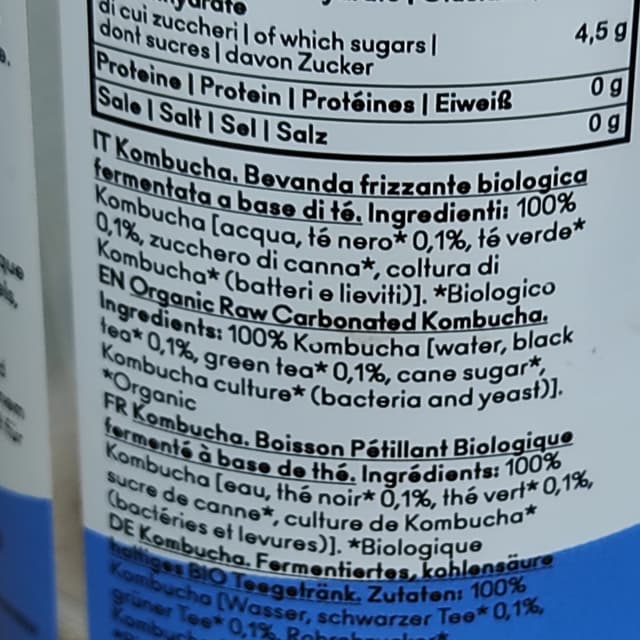 di cui zuccheri | of which sugars |
dont sucres | davon Zucker 4,5 g
Proteine | Protein | Protéines | Eiweiß 0 g
Sale | Salt | Sel | Salz 0 g
IT Kombucha. Bevanda frizzante biologica
fermentata a base di té. Ingredienti: 100%
Kombucha [acqua, té nero* 0,1%, té verde*
0,1%, zucchero di canna*, coltura di
Kombucha* (batteri e lieviti)]. *Biologico
EN Organic Raw Carbonated Kombucha.
Ingredients: 100% Kombucha [water, black
tea* 0,1%, green tea* 0,1%, cane sugar*,
Kombucha culture* (bacteria and yeast)].
*Organic
FR Kombucha. Boisson Pétillant Biologique
fermenté à base de thé. Ingrédients: 100%
Kombucha [eau, thé noir* 0,1%, thé vert* 0,1%,
sucre de canne*, culture de Kombucha*
(bactéries et levures)]. *Biologique
DE Kombucha. Fermentiertes, kohlensäure
haltiges BIO Teegetränk. Zutaten: 100%
Kombucha [Wasser, schwarzer Tee* 0,1%,
grüner Tee* 0,1%,